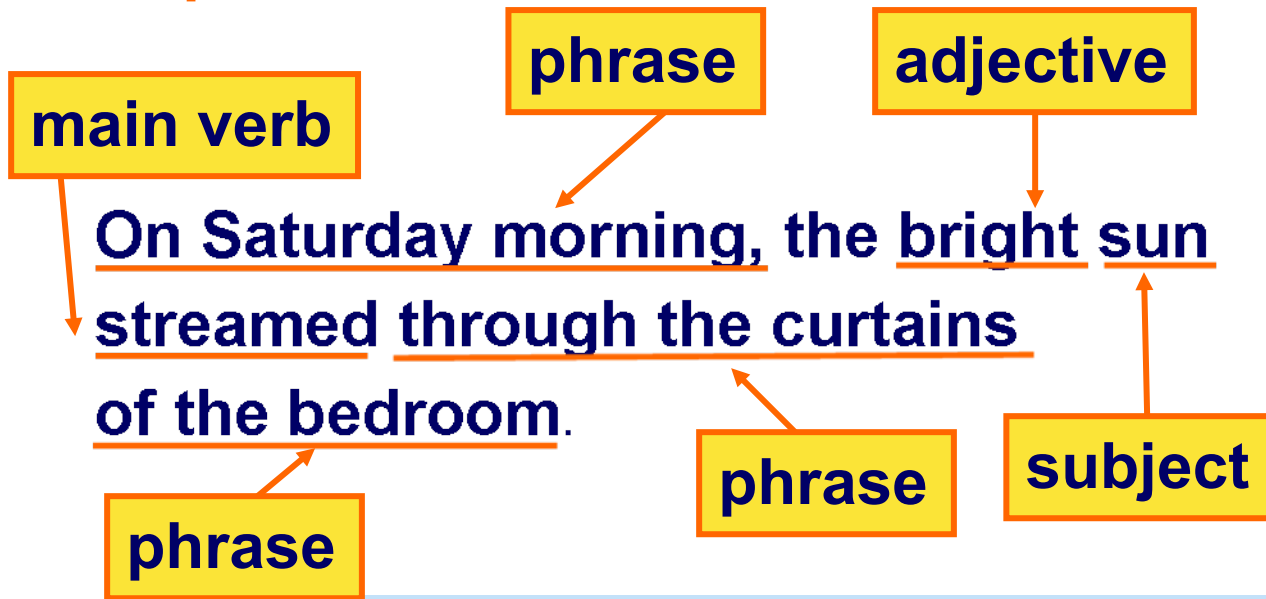 phrase
adjective
main verb
On Saturday morning, the bright sun
streamed through the curtains
of the bedroom.
subject
phrase
phrase